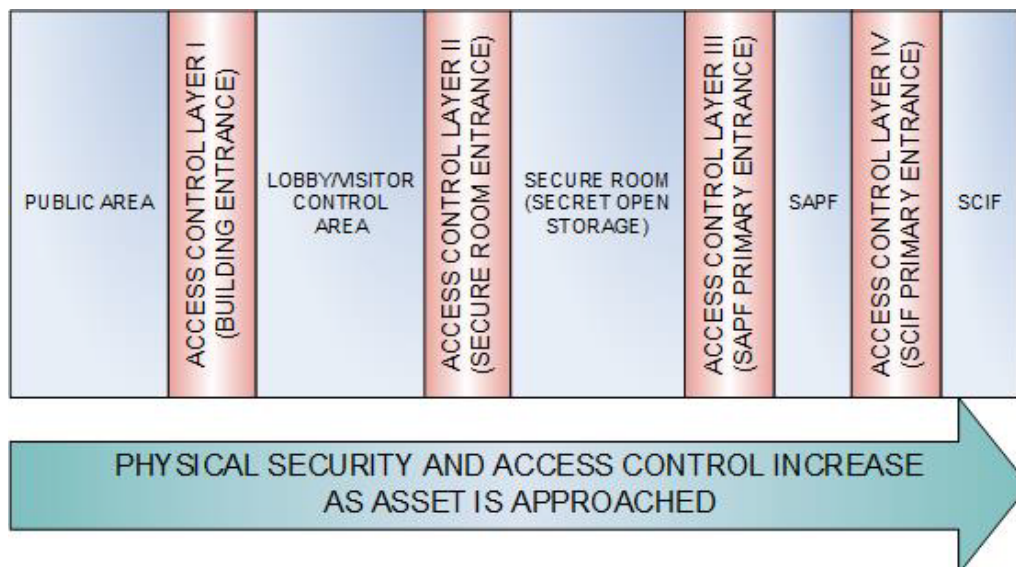 PUBLIC AREA
ACCESS CONTROL LAYER I
(BUILDING ENTRANCE)
LOBBY/VISITOR
CONTROL
AREA
ACCESS CONTROL LAYER II
(SECURE ROOM ENTRANCE)
SECURE ROOM
(SECRET OPEN
STORAGE)
ACCESS CONTROL LAYER III
(SAPF PRIMARY ENTRANCE)
SAPF
ACCESS CONTROL LAYER IV
(SCIF PRIMARY ENTRANCE)
SCIF
PHYSICAL SECURITY AND ACCESS CONTROL INCREASE
AS ASSET IS APPROACHED